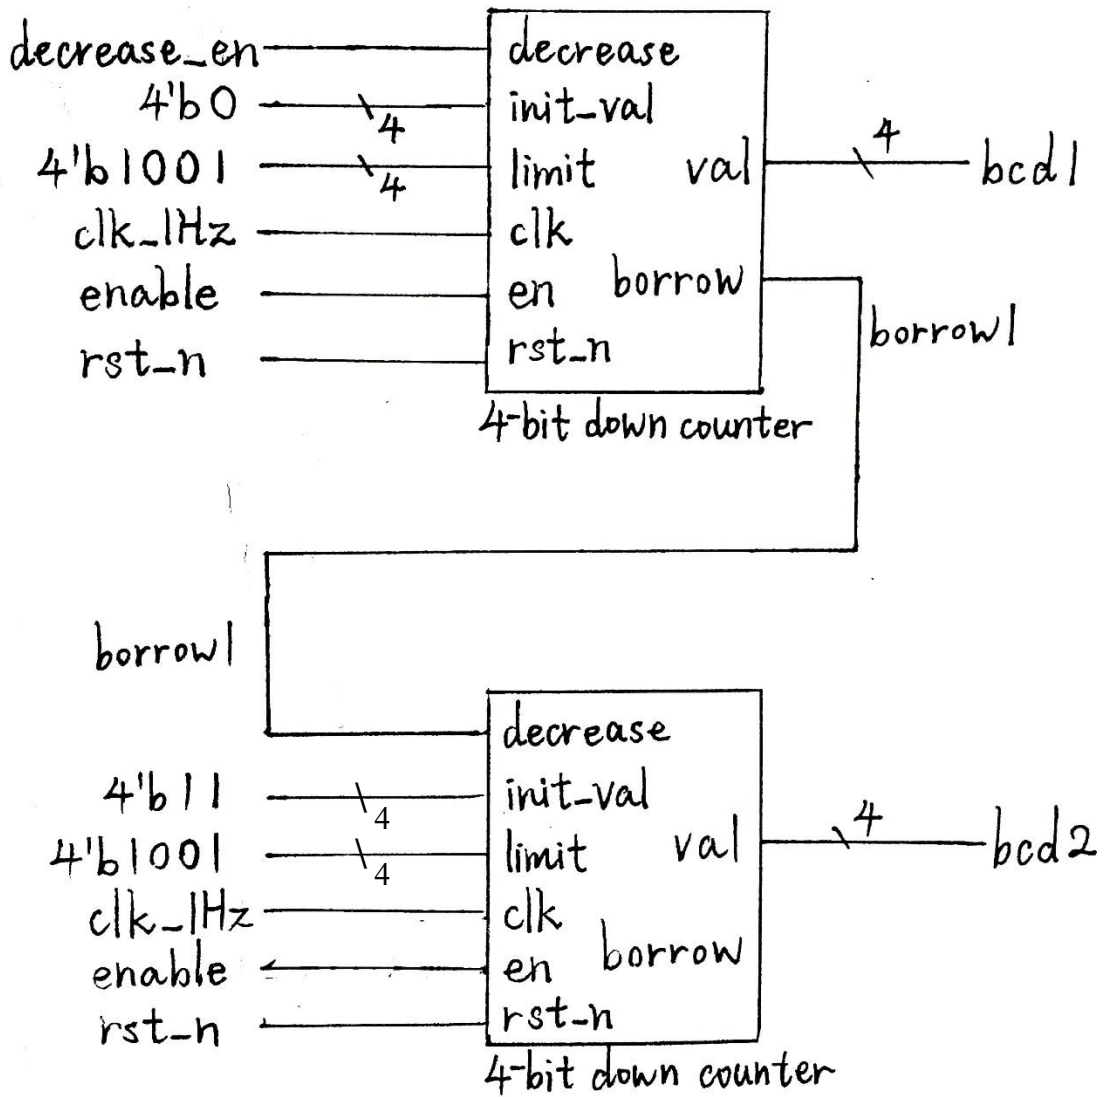 decrease_en
decrease
4'b0
4
init_val
4'b1001
4
limit
val
4
bcd1
clk_1Hz
clk
enable
en
borrow
borrow1
rst_n
rst_n
4-bit down counter
borrow1
decrease
4'b11
4
init_val
4'b1001
4
limit
val
4
bcd2
clk_1Hz
clk
enable
en
borrow
rst_n
rst_n
4-bit down counter